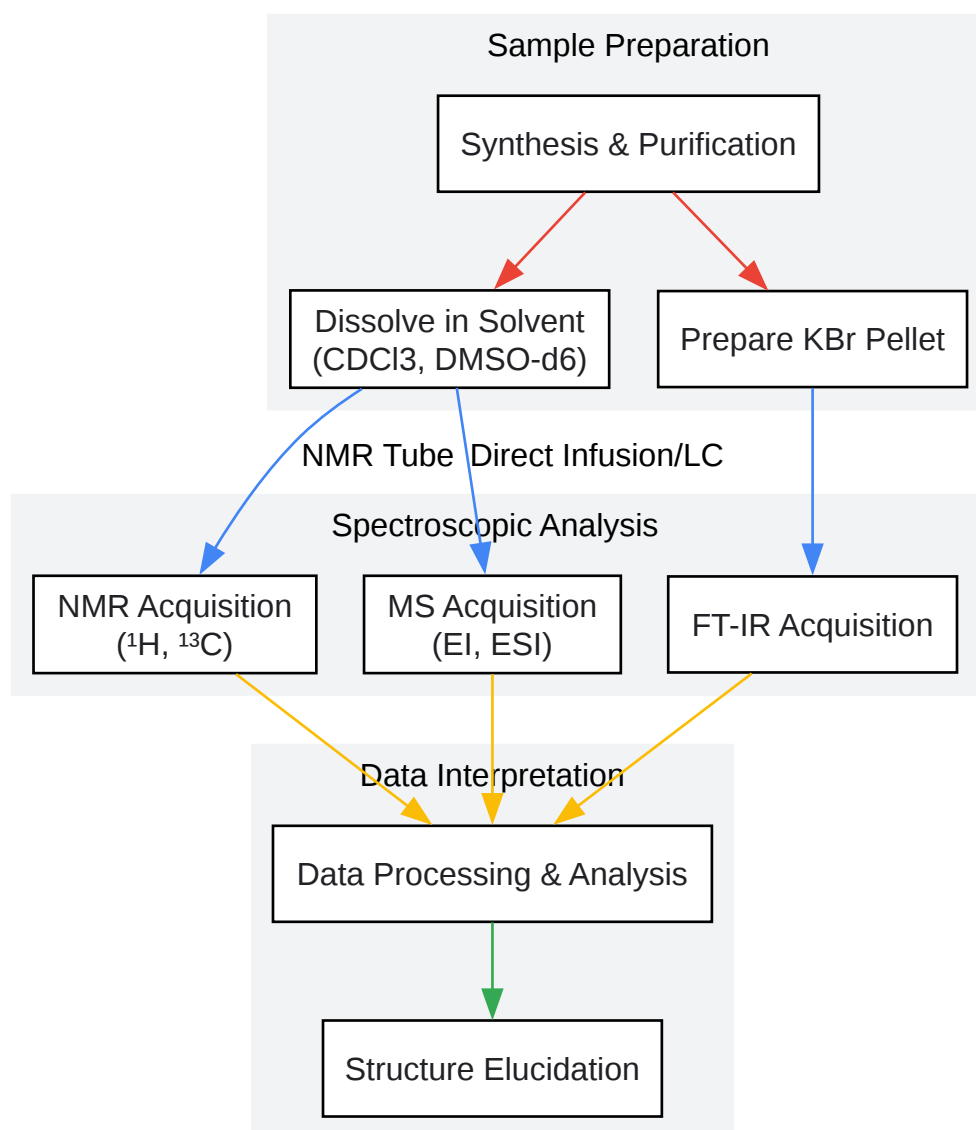 Sample Preparation
Synthesis & Purification
Dissolve in Solvent
(CDCl3, DMSO-d6)
Prepare KBr Pellet
NMR Tube
Direct Infusion/LC
Spectroscopic Analysis
NMR Acquisition
(¹H, ¹³C)
MS Acquisition
(EI, ESI)
FT-IR Acquisition
Data Interpretation
Data Processing & Analysis
Structure Elucidation